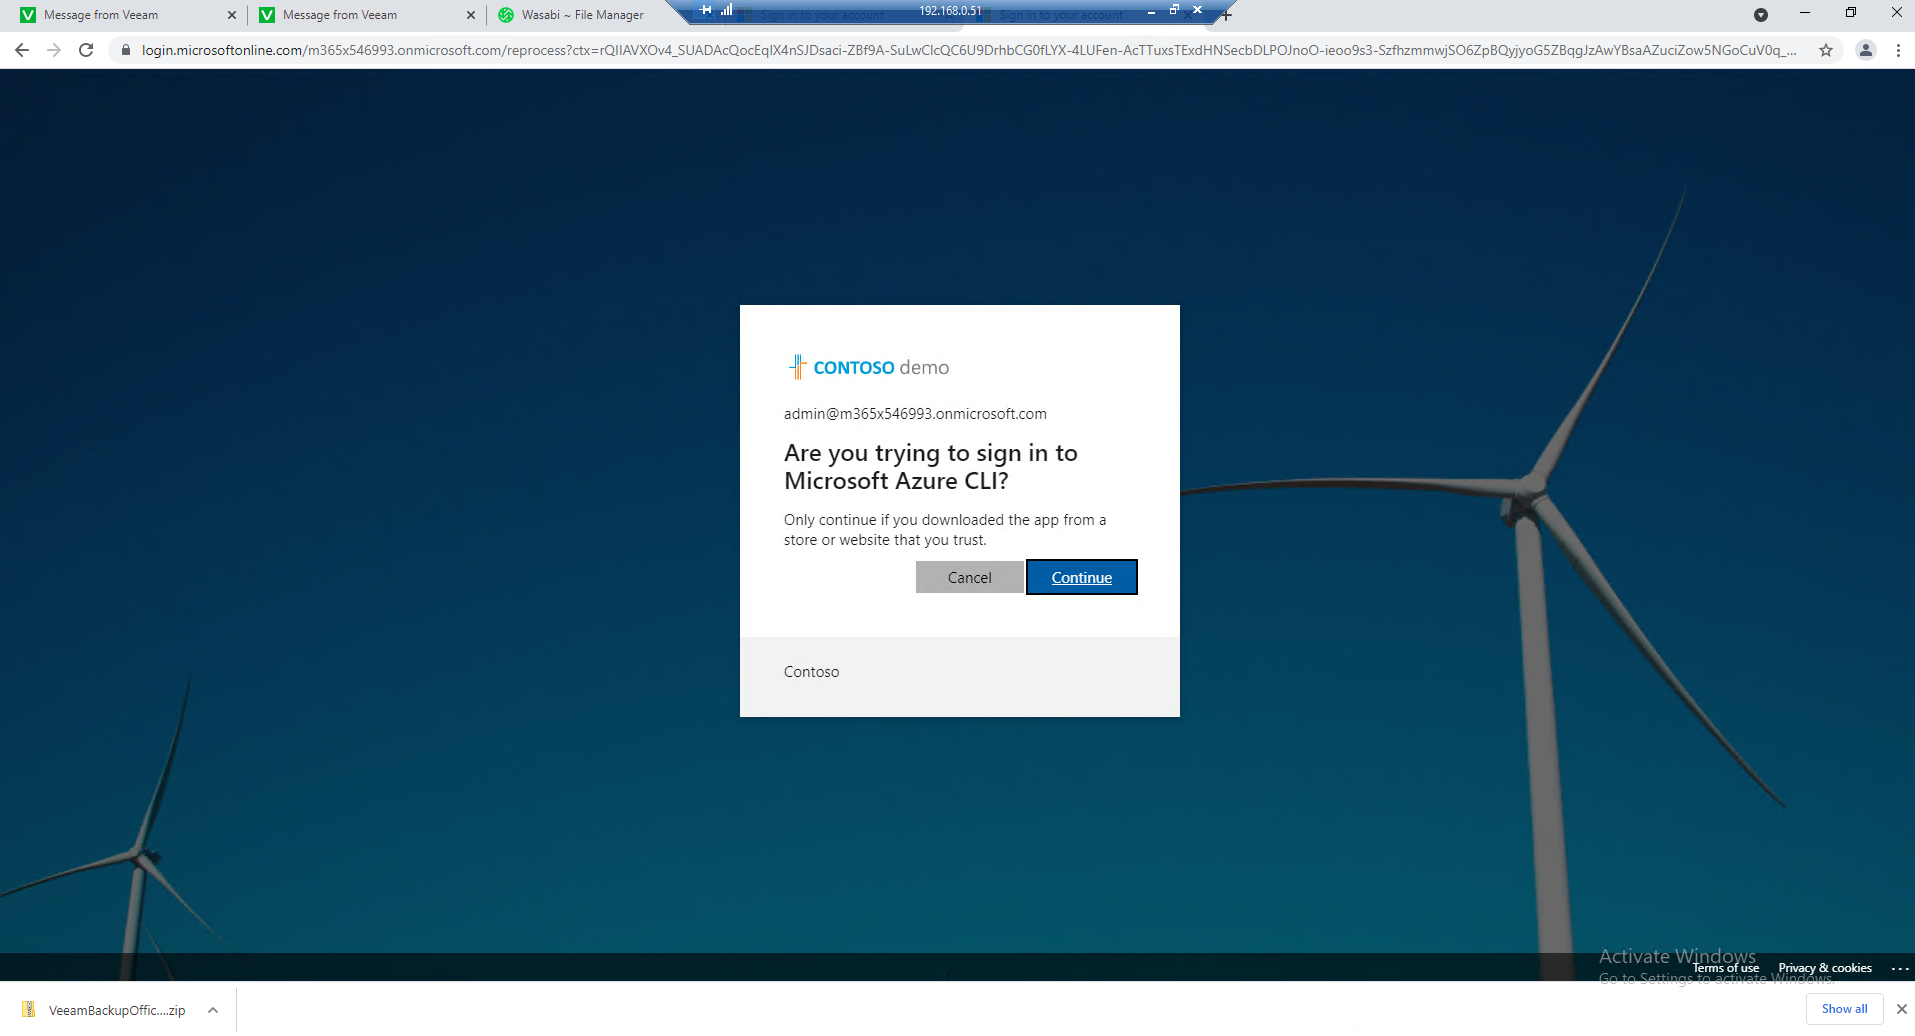 Message from Veeam
Message from Veeam
Wasabi ~ File Manager
Sign in to your account
192.168.0.51
Sign in to your account
login.microsoftonline.com/m365x546993.onmicrosoft.com/reprocess?ctx=rQIIAVXOv4_SUADAcQocEqIX4nSJDsaci-ZBf9A-SuLwCIcQC6U9DrhbCG0fLYX-4LUFen-AcTTuxsTExdHNSecbDLPOJnoO-ieoo9s3-SzfhzmmwjSO6ZpBQyjyoG5ZBqgJzAwYBsaAZuciZow5NGoCuV0q_...
CONTOSO demo
admin@m365x546993.onmicrosoft.com
Are you trying to sign in to
Microsoft Azure CLI?
Only continue if you downloaded the app from a
store or website that you trust.
Cancel
Continue
Contoso
Activate Windows
Go to Settings to activate Windows.
Terms of use
Privacy & cookies
...
VeeamBackupOffic....zip
Show all